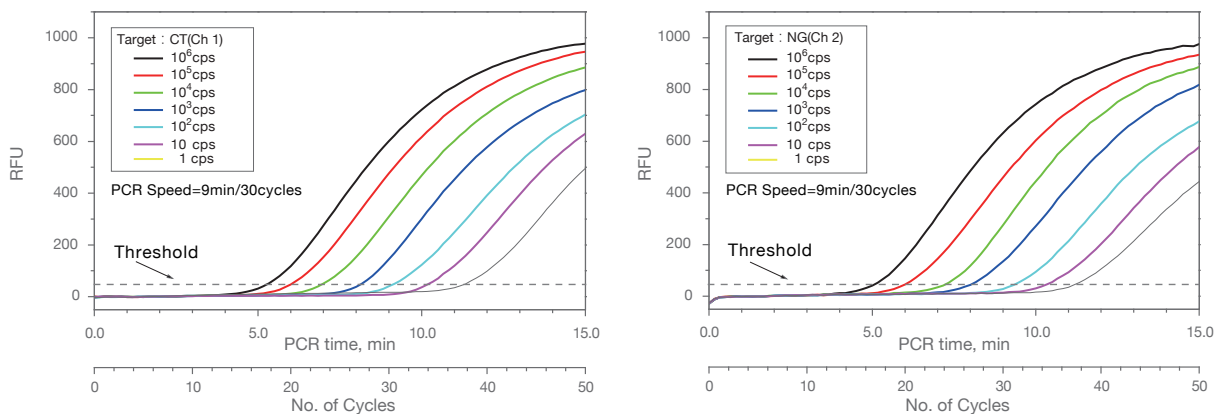 Target : CT(Ch 1)
10⁶cps
10⁵cps
10⁴cps
10³cps
10²cps
10 cps
1 cps
PCR Speed=9min/30cycles
Threshold
RFU
1000
800
600
400
200
0
0.0 5.0 10.0 15.0
PCR time, min
0 10 20 30 40 50
No. of Cycles
Target : NG(Ch 2)
10⁶cps
10⁵cps
10⁴cps
10³cps
10²cps
10 cps
1 cps
PCR Speed=9min/30cycles
Threshold
RFU
1000
800
600
400
200
0
0.0 5.0 10.0 15.0
PCR time, min
0 10 20 30 40 50
No. of Cycles